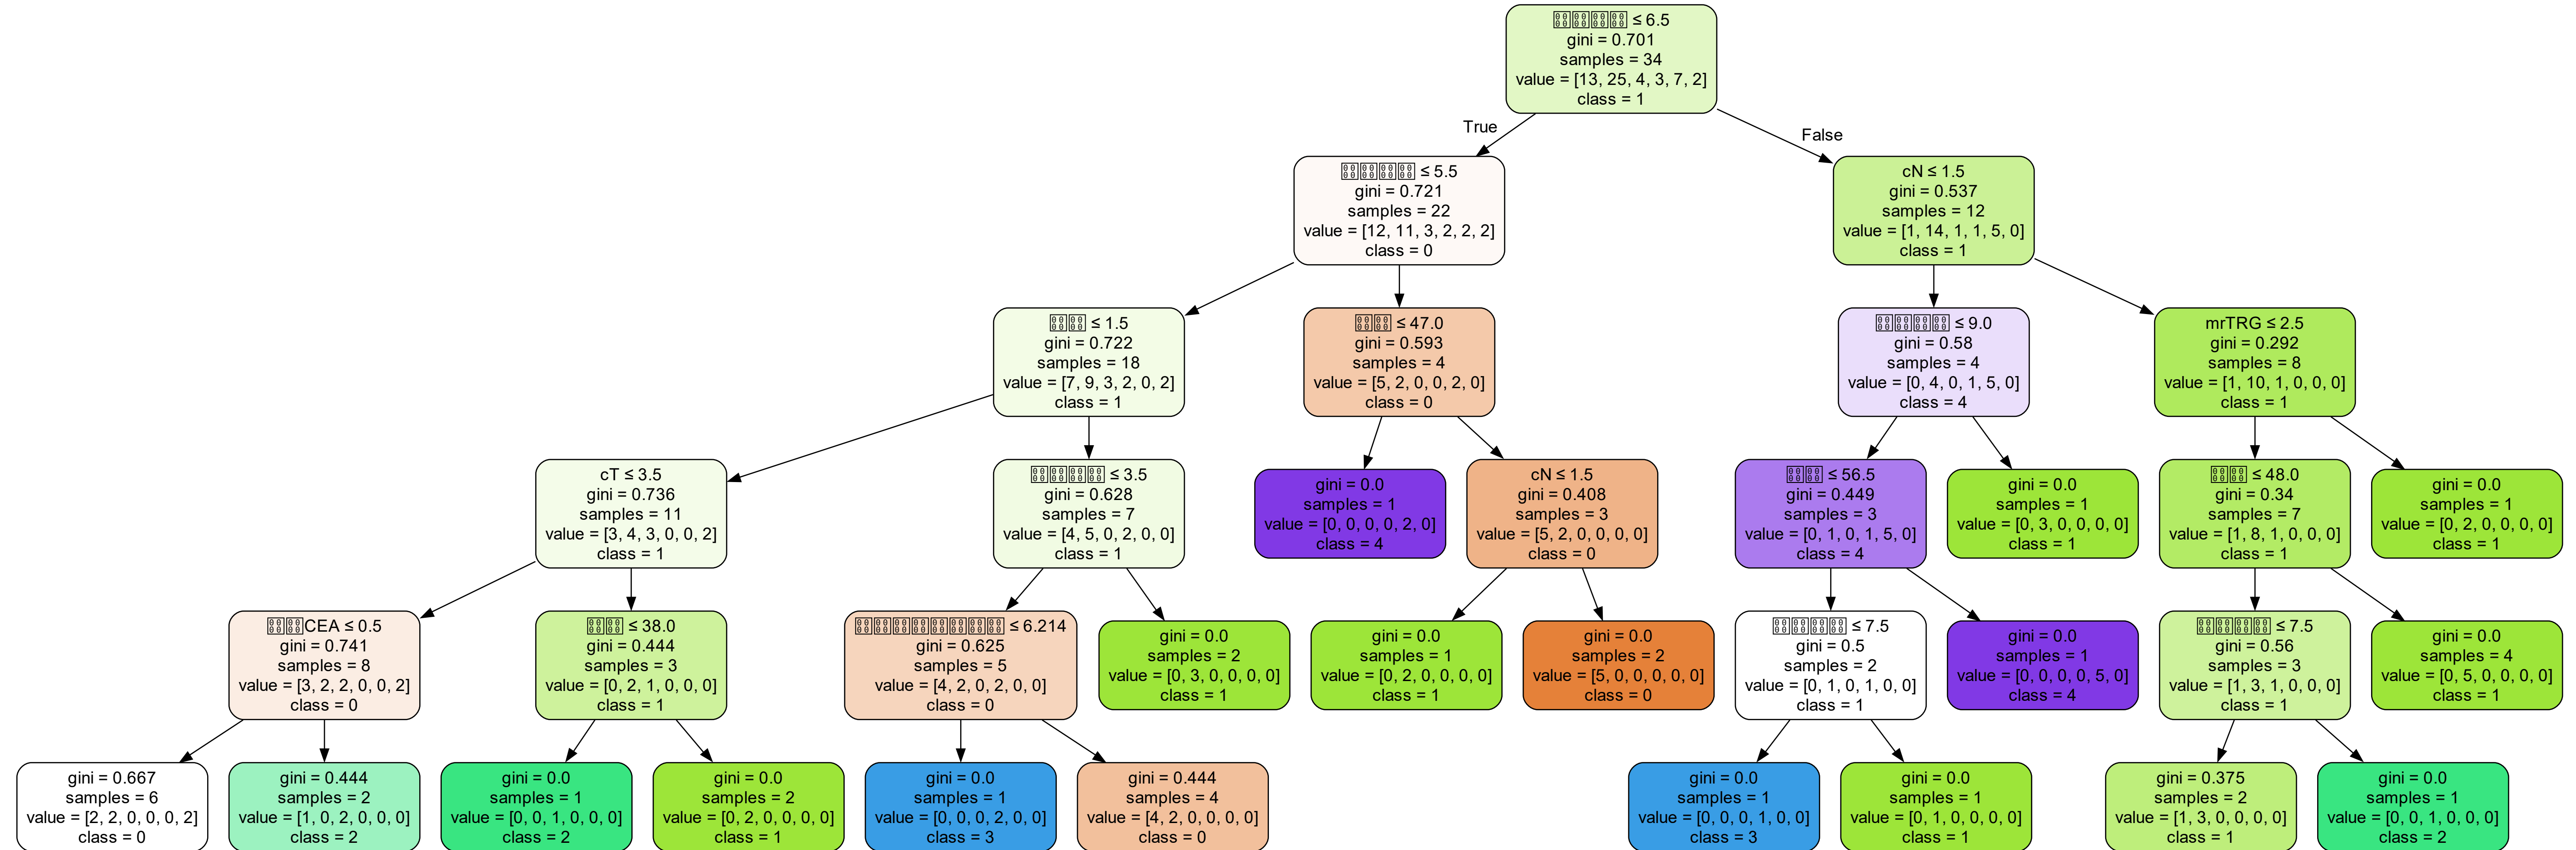 ≤ 6.5
gini = 0.701
samples = 34
value = [13, 25, 4, 3, 7, 2]
class = 1
True
False
≤ 5.5
gini = 0.721
samples = 22
value = [12, 11, 3, 2, 2, 2]
class = 0
cN ≤ 1.5
gini = 0.537
samples = 12
value = [1, 14, 1, 1, 5, 0]
class = 1
≤ 1.5
gini = 0.722
samples = 18
value = [7, 9, 3, 2, 0, 2]
class = 1
≤ 47.0
gini = 0.593
samples = 4
value = [5, 2, 0, 0, 2, 0]
class = 0
≤ 9.0
gini = 0.58
samples = 4
value = [0, 4, 0, 1, 5, 0]
class = 4
mrTRG ≤ 2.5
gini = 0.292
samples = 8
value = [1, 10, 1, 0, 0, 0]
class = 1
cT ≤ 3.5
gini = 0.736
samples = 11
value = [3, 4, 3, 0, 0, 2]
class = 1
≤ 3.5
gini = 0.628
samples = 7
value = [4, 5, 0, 2, 0, 0]
class = 1
gini = 0.0
samples = 1
value = [0, 0, 0, 0, 2, 0]
class = 4
cN ≤ 1.5
gini = 0.408
samples = 3
value = [5, 2, 0, 0, 0, 0]
class = 0
≤ 56.5
gini = 0.449
samples = 3
value = [0, 1, 0, 1, 5, 0]
class = 4
gini = 0.0
samples = 1
value = [0, 3, 0, 0, 0, 0]
class = 1
≤ 48.0
gini = 0.34
samples = 7
value = [1, 8, 1, 0, 0, 0]
class = 1
gini = 0.0
samples = 1
value = [0, 2, 0, 0, 0, 0]
class = 1
CEA ≤ 0.5
gini = 0.741
samples = 8
value = [3, 2, 2, 0, 0, 2]
class = 0
≤ 38.0
gini = 0.444
samples = 3
value = [0, 2, 1, 0, 0, 0]
class = 1
≤ 6.214
gini = 0.625
samples = 5
value = [4, 2, 0, 2, 0, 0]
class = 0
gini = 0.0
samples = 2
value = [0, 3, 0, 0, 0, 0]
class = 1
gini = 0.0
samples = 1
value = [0, 2, 0, 0, 0, 0]
class = 1
gini = 0.0
samples = 2
value = [5, 0, 0, 0, 0, 0]
class = 0
≤ 7.5
gini = 0.5
samples = 2
value = [0, 1, 0, 1, 0, 0]
class = 1
gini = 0.0
samples = 1
value = [0, 0, 0, 0, 5, 0]
class = 4
≤ 7.5
gini = 0.56
samples = 3
value = [1, 3, 1, 0, 0, 0]
class = 1
gini = 0.0
samples = 4
value = [0, 5, 0, 0, 0, 0]
class = 1
gini = 0.667
samples = 6
value = [2, 2, 0, 0, 0, 2]
class = 0
gini = 0.444
samples = 2
value = [1, 0, 2, 0, 0, 0]
class = 2
gini = 0.0
samples = 1
value = [0, 0, 1, 0, 0, 0]
class = 2
gini = 0.0
samples = 2
value = [0, 2, 0, 0, 0, 0]
class = 1
gini = 0.0
samples = 1
value = [0, 0, 0, 2, 0, 0]
class = 3
gini = 0.444
samples = 4
value = [4, 2, 0, 0, 0, 0]
class = 0
gini = 0.0
samples = 1
value = [0, 0, 0, 1, 0, 0]
class = 3
gini = 0.0
samples = 1
value = [0, 1, 0, 0, 0, 0]
class = 1
gini = 0.375
samples = 2
value = [1, 3, 0, 0, 0, 0]
class = 1
gini = 0.0
samples = 1
value = [0, 0, 1, 0, 0, 0]
class = 2